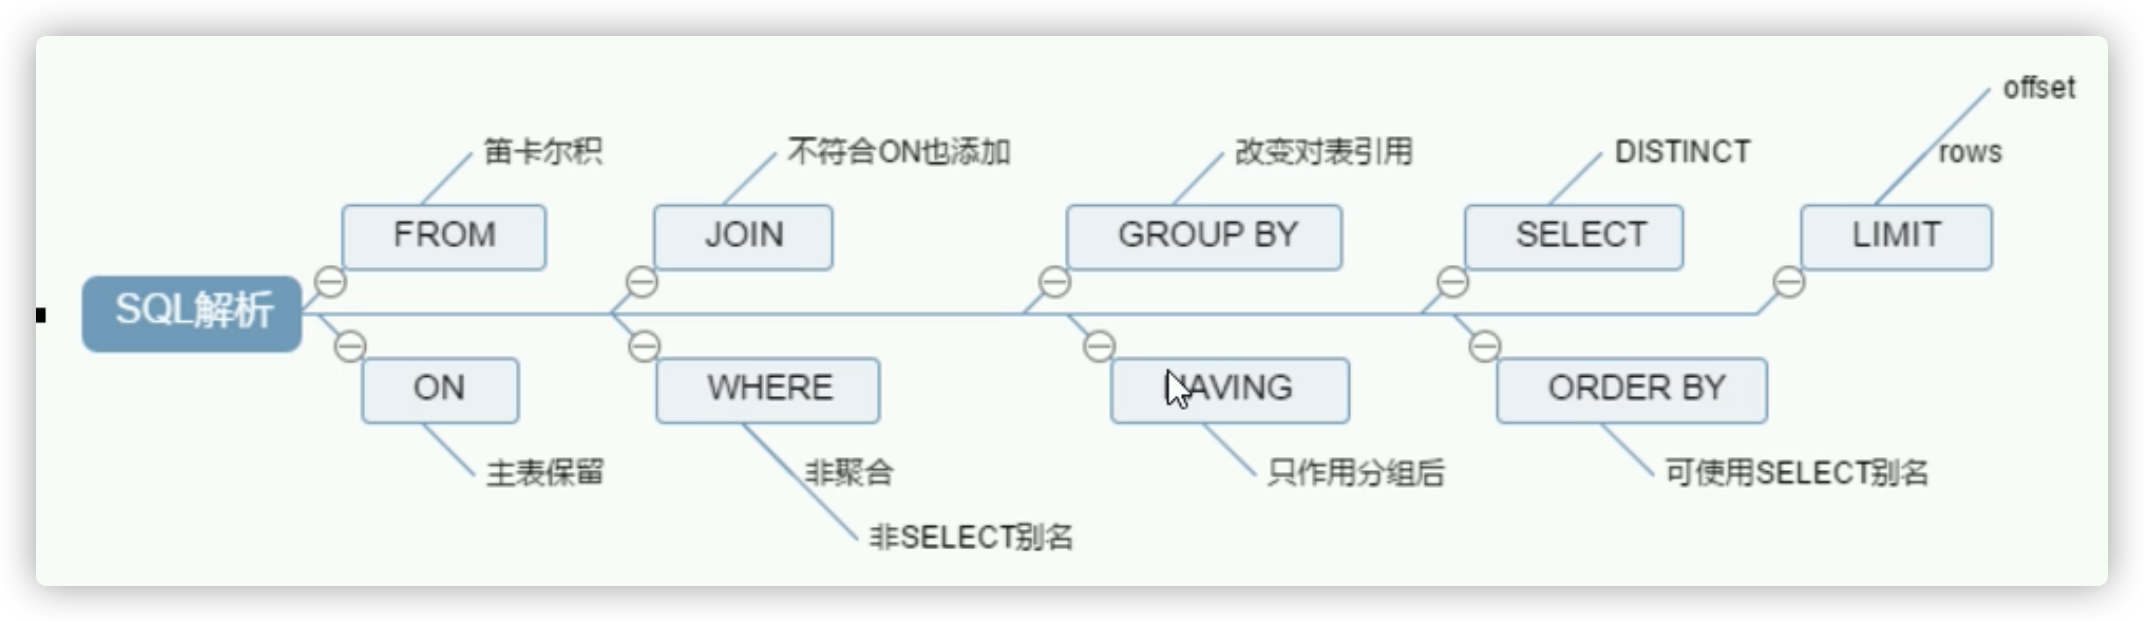 offset
笛卡尔积
不符合ON也添加
改变对表引用
DISTINCT
rows
FROM
JOIN
GROUP BY
SELECT
LIMIT
SQL解析
ON
WHERE
HAVING
ORDER BY
主表保留
非聚合
只作用分组后
可使用SELECT别名
非SELECT别名